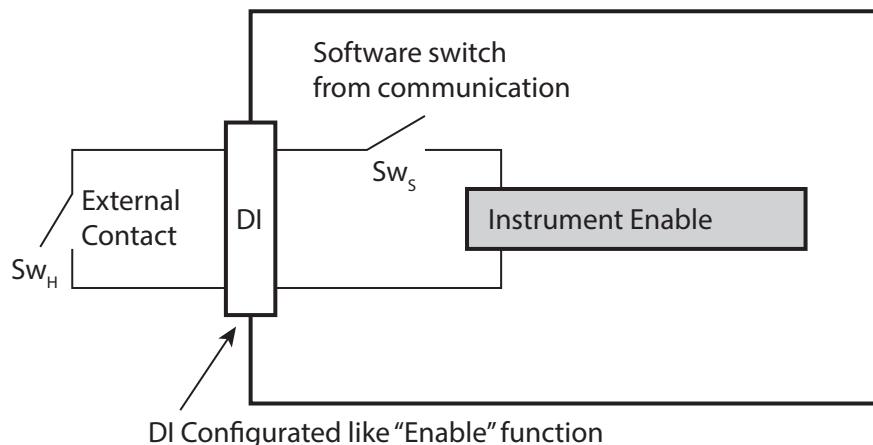 Software switch
from communication
Sw_S
External
Contact
DI
Instrument Enable
Sw_H
DI Configurated like “Enable” function